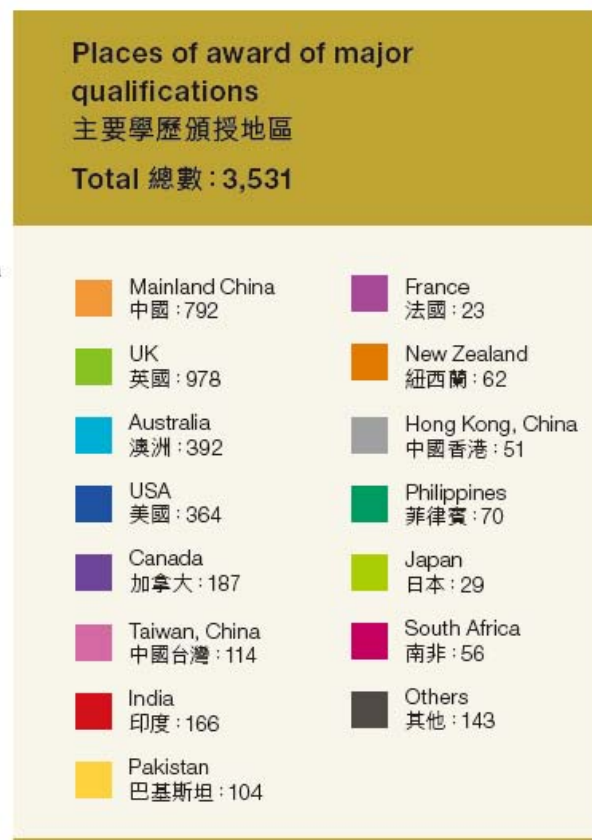 Places of award of major
qualifications
主要學歷頒授地區
Total 總數:3,531
Mainland China
中國:792
UK
英國:978
Australia
澳洲:392
USA
美國:364
Canada
加拿大:187
Taiwan, China
中國台灣:114
India
印度:166
Pakistan
巴基斯坦:104
France
法國:23
New Zealand
紐西蘭:62
Hong Kong, China
中國香港:51
Philippines
菲律賓:70
Japan
日本:29
South Africa
南非:56
Others
其他:143